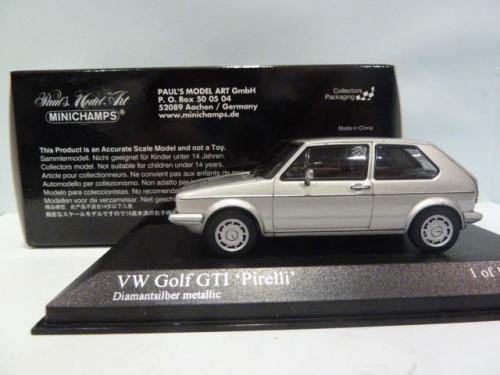 Paul's Model Art
MINICHAMPS®
PAUL'S MODEL ART GmbH
P. O. Box 50 05 04
52089 Aachen / Germany
www.minichamps.de
Collectors
Packaging
Made in China
This Product is an Accurate Scale Model and not a Toy.
Sammlermodell. Nicht geeignet für Kinder unter 14 Jahren.
Collectors model. Not suitable for children under 14 years.
Article pour collectionneurs. Ne convient pas aux enfants de moins
Automodello per collezionismo. Non adatto
Modelo para coleccionistas. No
Modellen voor de verzamelaar. Niet
VW Golf GTI 'Pirelli'
Diamantsilber metallic
1 of